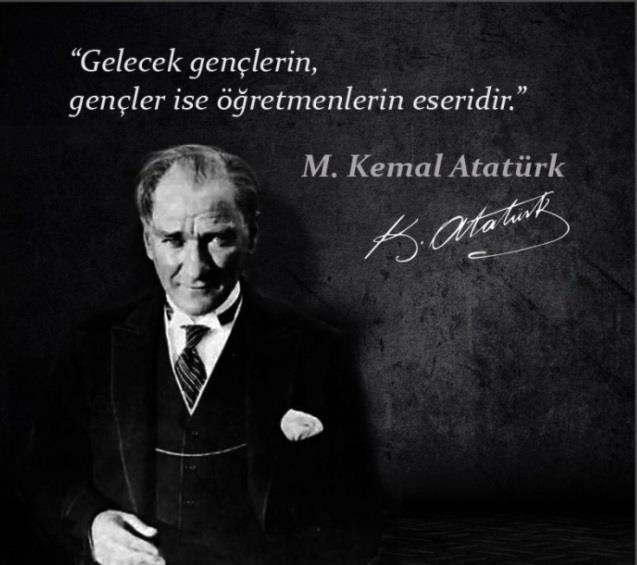 “Gelecek gençlerin,
gençler ise öğretmenlerin eseridir.”
M. Kemal Atatürk
K. Atatürk